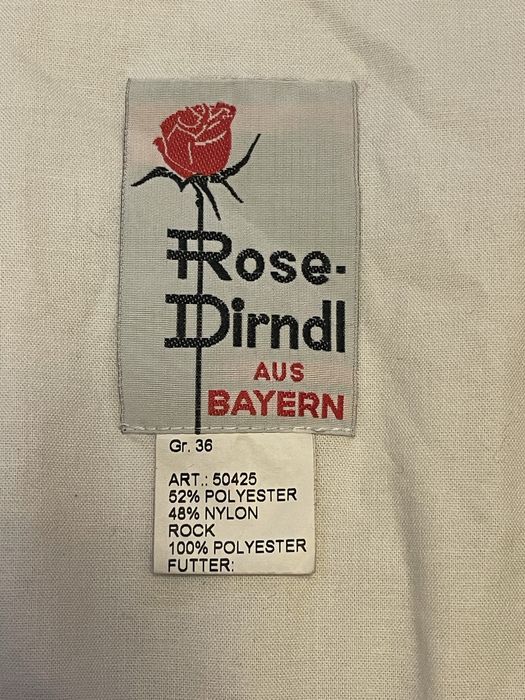 Rose-
Dirndl
AUS
BAYERN
Gr. 36
ART.: 50425
52% POLYESTER
48% NYLON
ROCK
100% POLYESTER
FUTTER: